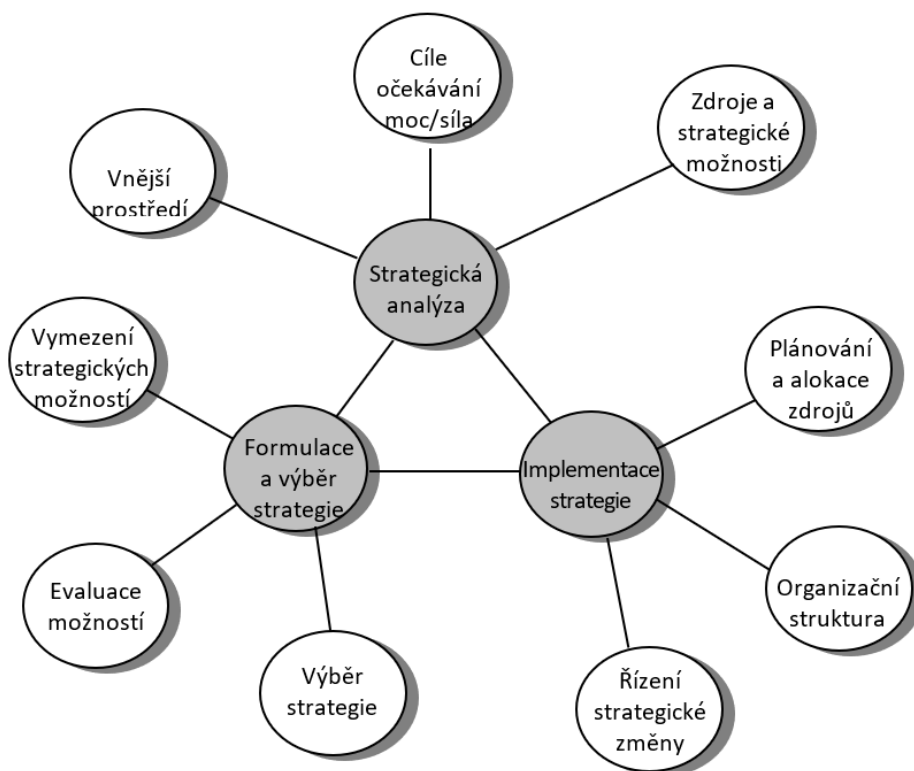 Cíle
očekávání
moc/síla
Zdroje a
strategické
možnosti
Vnější
prostředí
Strategická
analýza
Vymezení
strategických
možností
Plánování
a alokace
zdrojů
Formulace
a výběr
strategie
Implementace
strategie
Evaluace
možností
Organizační
struktura
Výběr
strategie
Řízení
strategické
změny